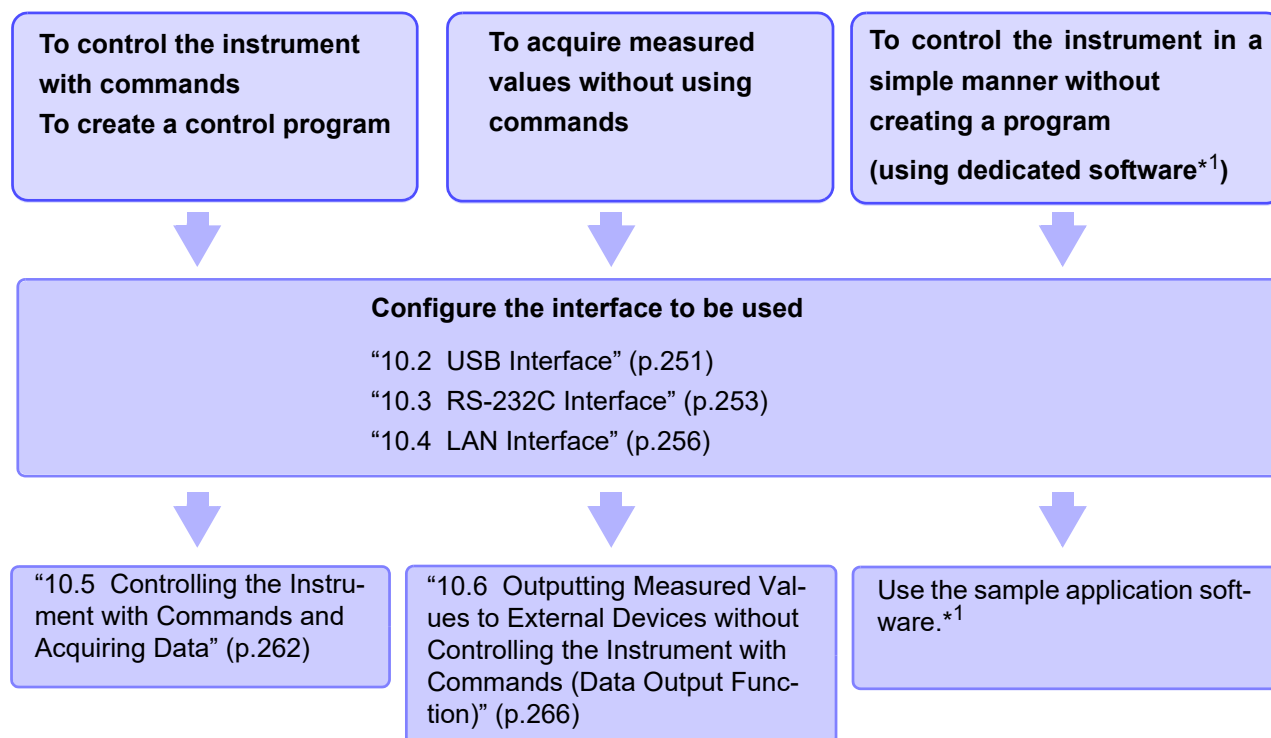 To control the instrument
with commands
To create a control program
To acquire measured
values without using
commands
To control the instrument in a
simple manner without
creating a program
(using dedicated software*1)
Configure the interface to be used
“10.2 USB Interface” (p.251)
“10.3 RS-232C Interface” (p.253)
“10.4 LAN Interface” (p.256)
“10.5 Controlling the Instru-
ment with Commands and
Acquiring Data” (p.262)
“10.6 Outputting Measured Val-
ues to External Devices without
Controlling the Instrument with
Commands (Data Output Func-
tion)” (p.266)
Use the sample application soft-
ware.*1